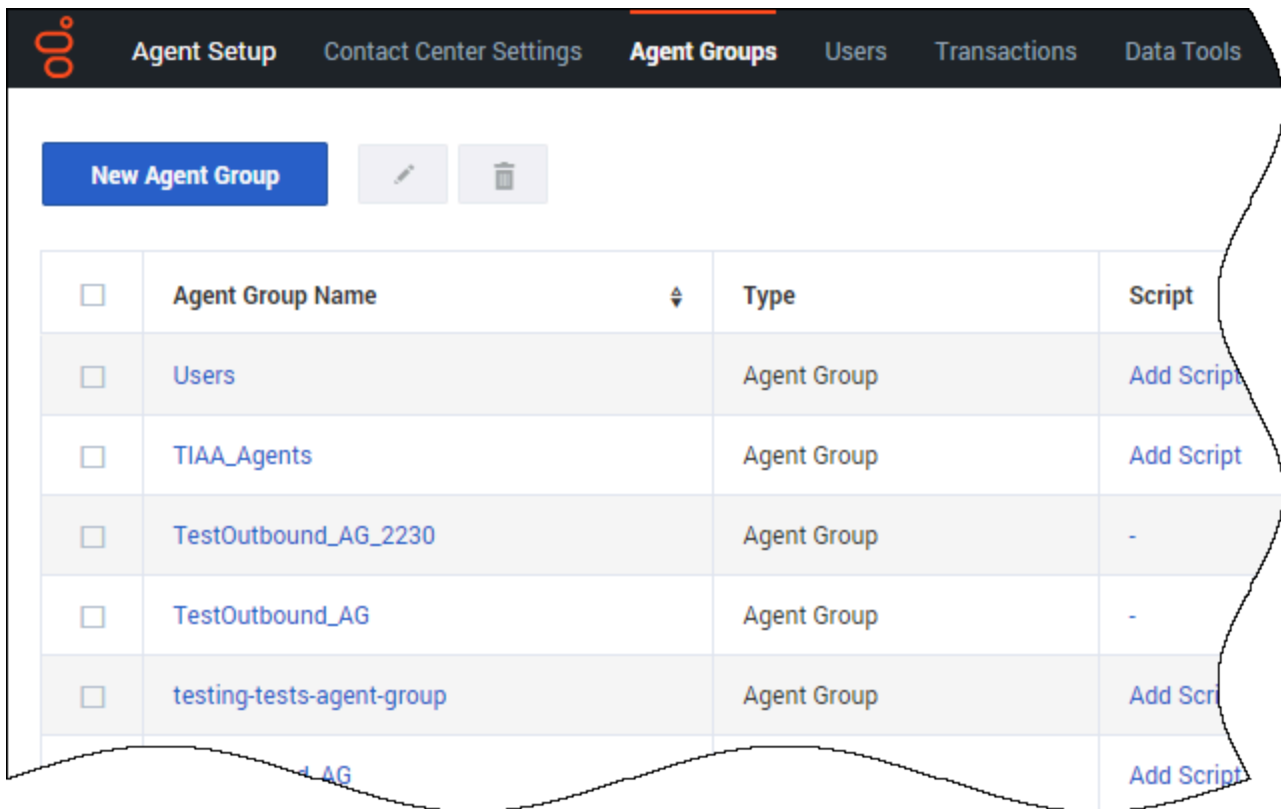 Agent Setup Contact Center Settings Agent Groups Users Transactions Data Tools
New Agent Group
Agent Group Name Type Script
Users Agent Group Add Script
TIAA_Agents Agent Group Add Script
TestOutbound_AG_2230 Agent Group -
TestOutbound_AG Agent Group -
testing-tests-agent-group Agent Group Add
AG Add Script